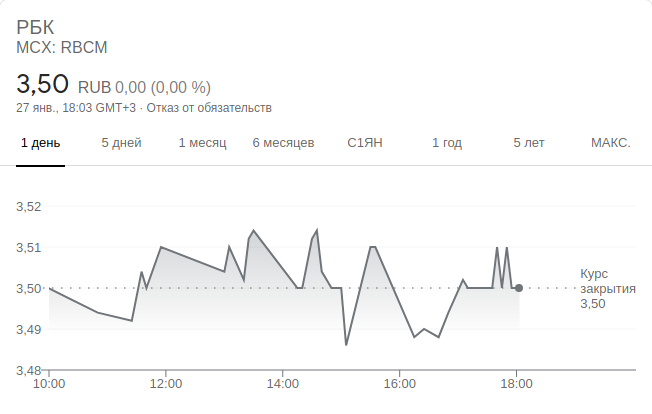 РБК
MCX: RBCM
3,50 RUB 0,00 (0,00 %)
27 янв., 18:03 GMT+3 · Отказ от обязательств
1 день 5 дней 1 месяц 6 месяцев С1ЯН 1 год 5 лет МАКС.
3,52
3,51
3,50
3,49
3,48
Курс
закрытия
3,50
10:00 12:00 14:00 16:00 18:00